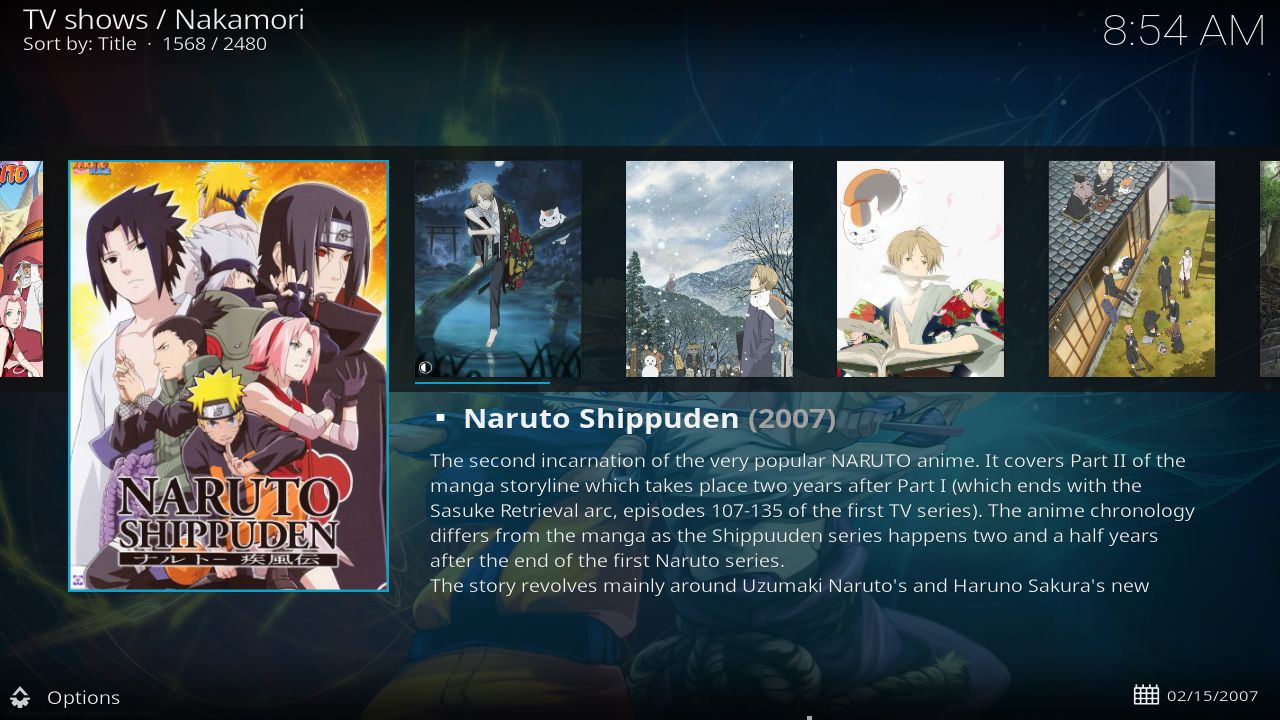 TV shows / Nakamori
Sort by: Title · 1568 / 2480
8:54 AM
UTO
NARUTO
SHIPPUDEN
ナルト- 疾風伝
▪ Naruto Shippuden (2007)
The second incarnation of the very popular NARUTO anime. It covers Part II of the
manga storyline which takes place two years after Part I (which ends with the
Sasuke Retrieval arc, episodes 107-135 of the first TV series). The anime chronology
differs from the manga as the Shippuuden series happens two and a half years
after the end of the first Naruto series.
The story revolves mainly around Uzumaki Naruto's and Haruno Sakura's new
Options
02/15/2007